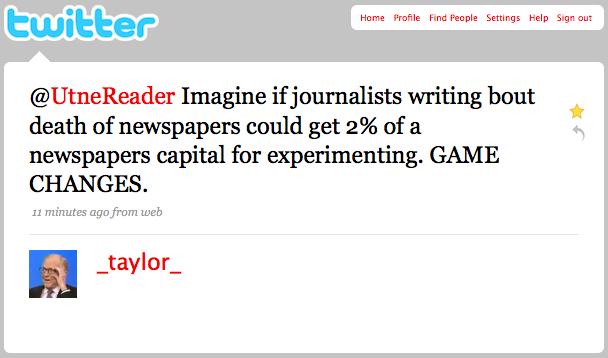 twitter
Home Profile Find People Settings Help Sign out
@UtneReader Imagine if journalists writing bout
death of newspapers could get 2% of a
newspapers capital for experimenting. GAME
CHANGES.
11 minutes ago from web
_taylor_